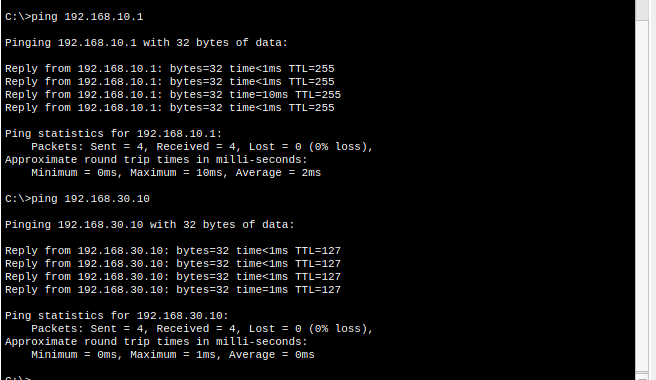 C:\>ping 192.168.10.1
Pinging 192.168.10.1 with 32 bytes of data:
Reply from 192.168.10.1: bytes=32 time<1ms TTL=255
Reply from 192.168.10.1: bytes=32 time<1ms TTL=255
Reply from 192.168.10.1: bytes=32 time=10ms TTL=255
Reply from 192.168.10.1: bytes=32 time<1ms TTL=255
Ping statistics for 192.168.10.1:
Packets: Sent = 4, Received = 4, Lost = 0 (0% loss),
Approximate round trip times in milli-seconds:
Minimum = 0ms, Maximum = 10ms, Average = 2ms
C:\>ping 192.168.30.10
Pinging 192.168.30.10 with 32 bytes of data:
Reply from 192.168.30.10: bytes=32 time<1ms TTL=127
Reply from 192.168.30.10: bytes=32 time<1ms TTL=127
Reply from 192.168.30.10: bytes=32 time<1ms TTL=127
Reply from 192.168.30.10: bytes=32 time=1ms TTL=127
Ping statistics for 192.168.30.10:
Packets: Sent = 4, Received = 4, Lost = 0 (0% loss),
Approximate round trip times in milli-seconds:
Minimum = 0ms, Maximum = 1ms, Average = 0ms
C:\>